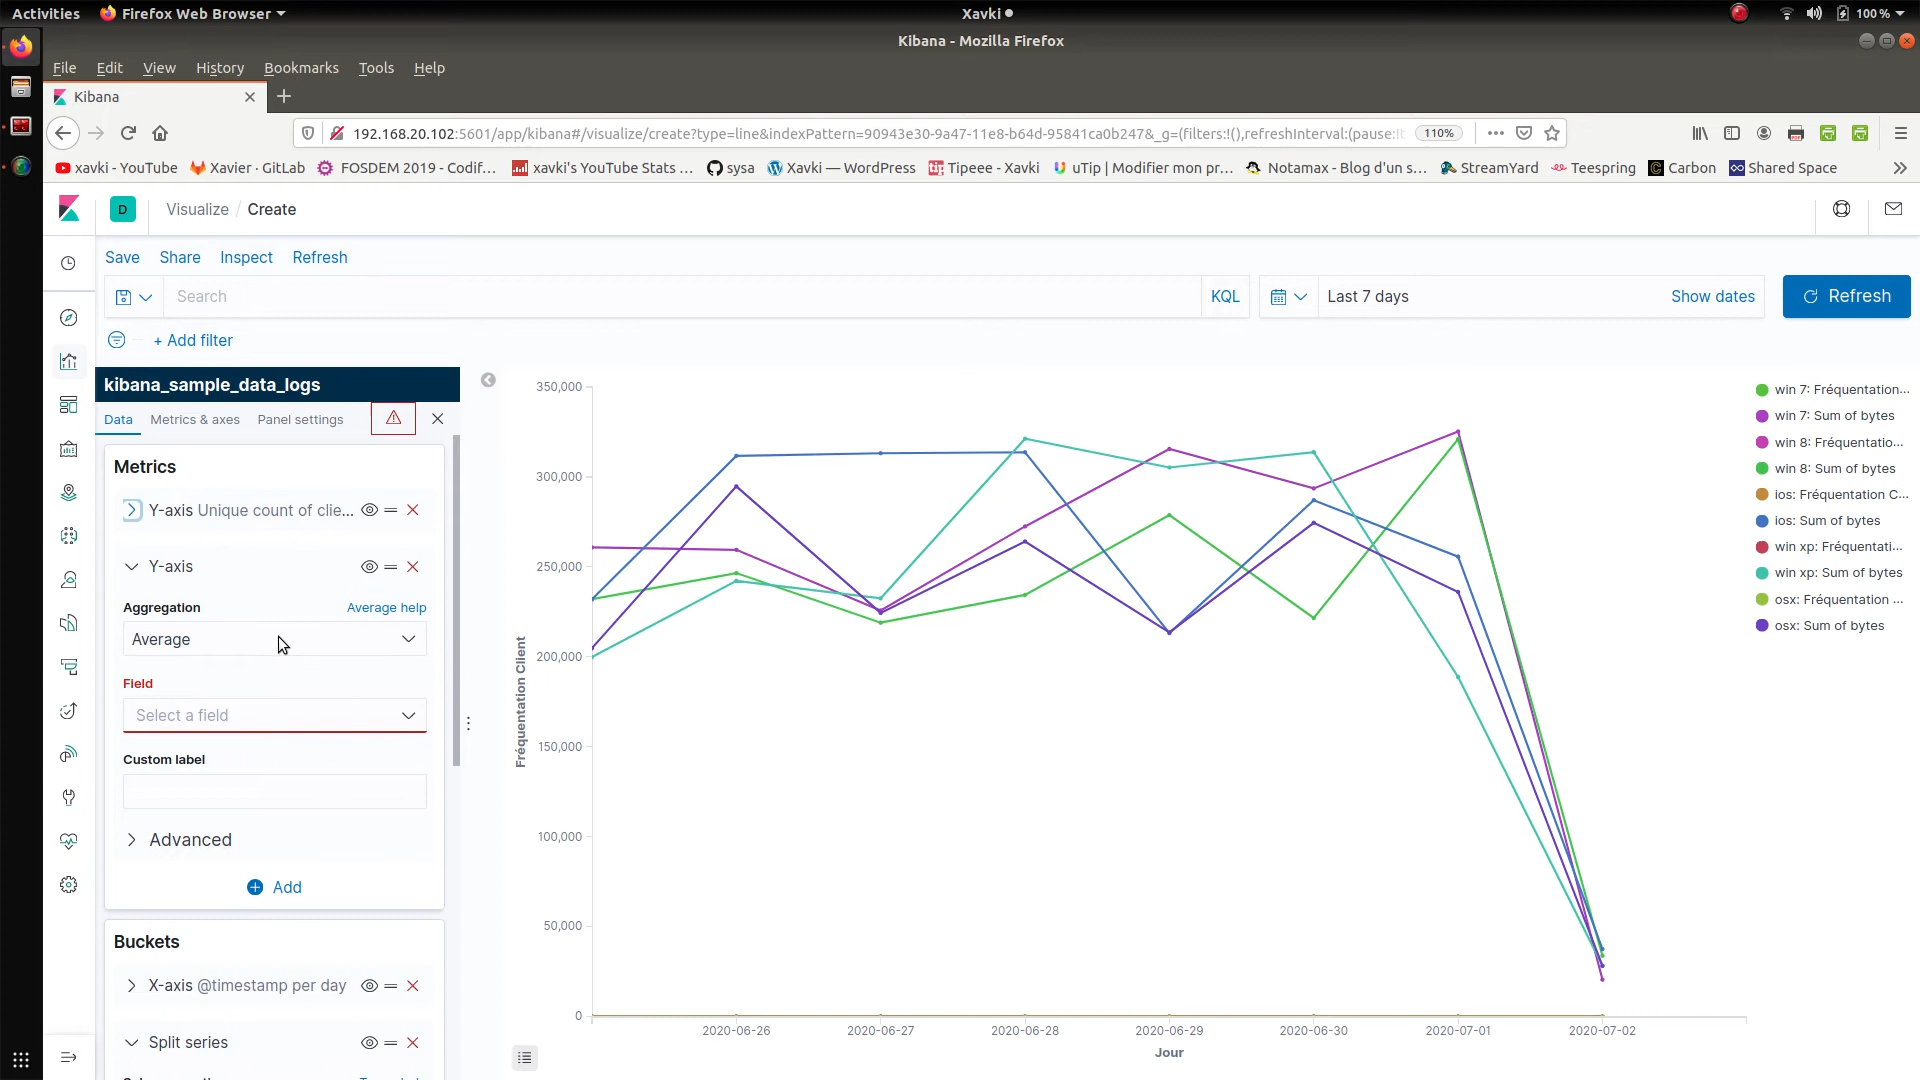 Activities Firefox Web Browser Xavki 100 %
Kibana - Mozilla Firefox
File Edit View History Bookmarks Tools Help
Kibana
192.168.20.102:5601/app/kibana#/visualize/create?type=line&indexPattern=90943e30-9a47-11e8-b64d-95841ca0b247&_g=(filters:!(),refreshInterval:(pause:! 110%
xavki - YouTube Xavier · GitLab FOSDEM 2019 - Codif... xavki's YouTube Stats ... sysa Xavki — WordPress Tipeee - Xavki uTip | Modifier mon pr... Notamax - Blog d'un s... StreamYard Teespring Carbon Shared Space
D Visualize / Create
Save Share Inspect Refresh
Search KQL Last 7 days Show dates Refresh
+ Add filter
kibana_sample_data_logs
Data Metrics & axes Panel settings
Metrics
Y-axis Unique count of clie...
Y-axis
Aggregation Average help
Average
Field
Select a field
Custom label
Advanced
Add
Buckets
X-axis @timestamp per day
Split series
350,000
300,000
250,000
200,000
150,000
100,000
50,000
0
Fréquentation Client
2020-06-26 2020-06-27 2020-06-28 2020-06-29 2020-06-30 2020-07-01 2020-07-02
Jour
win 7: Fréquentation...
win 7: Sum of bytes
win 8: Fréquentatio...
win 8: Sum of bytes
ios: Fréquentation C...
ios: Sum of bytes
win xp: Fréquentati...
win xp: Sum of bytes
osx: Fréquentation ...
osx: Sum of bytes